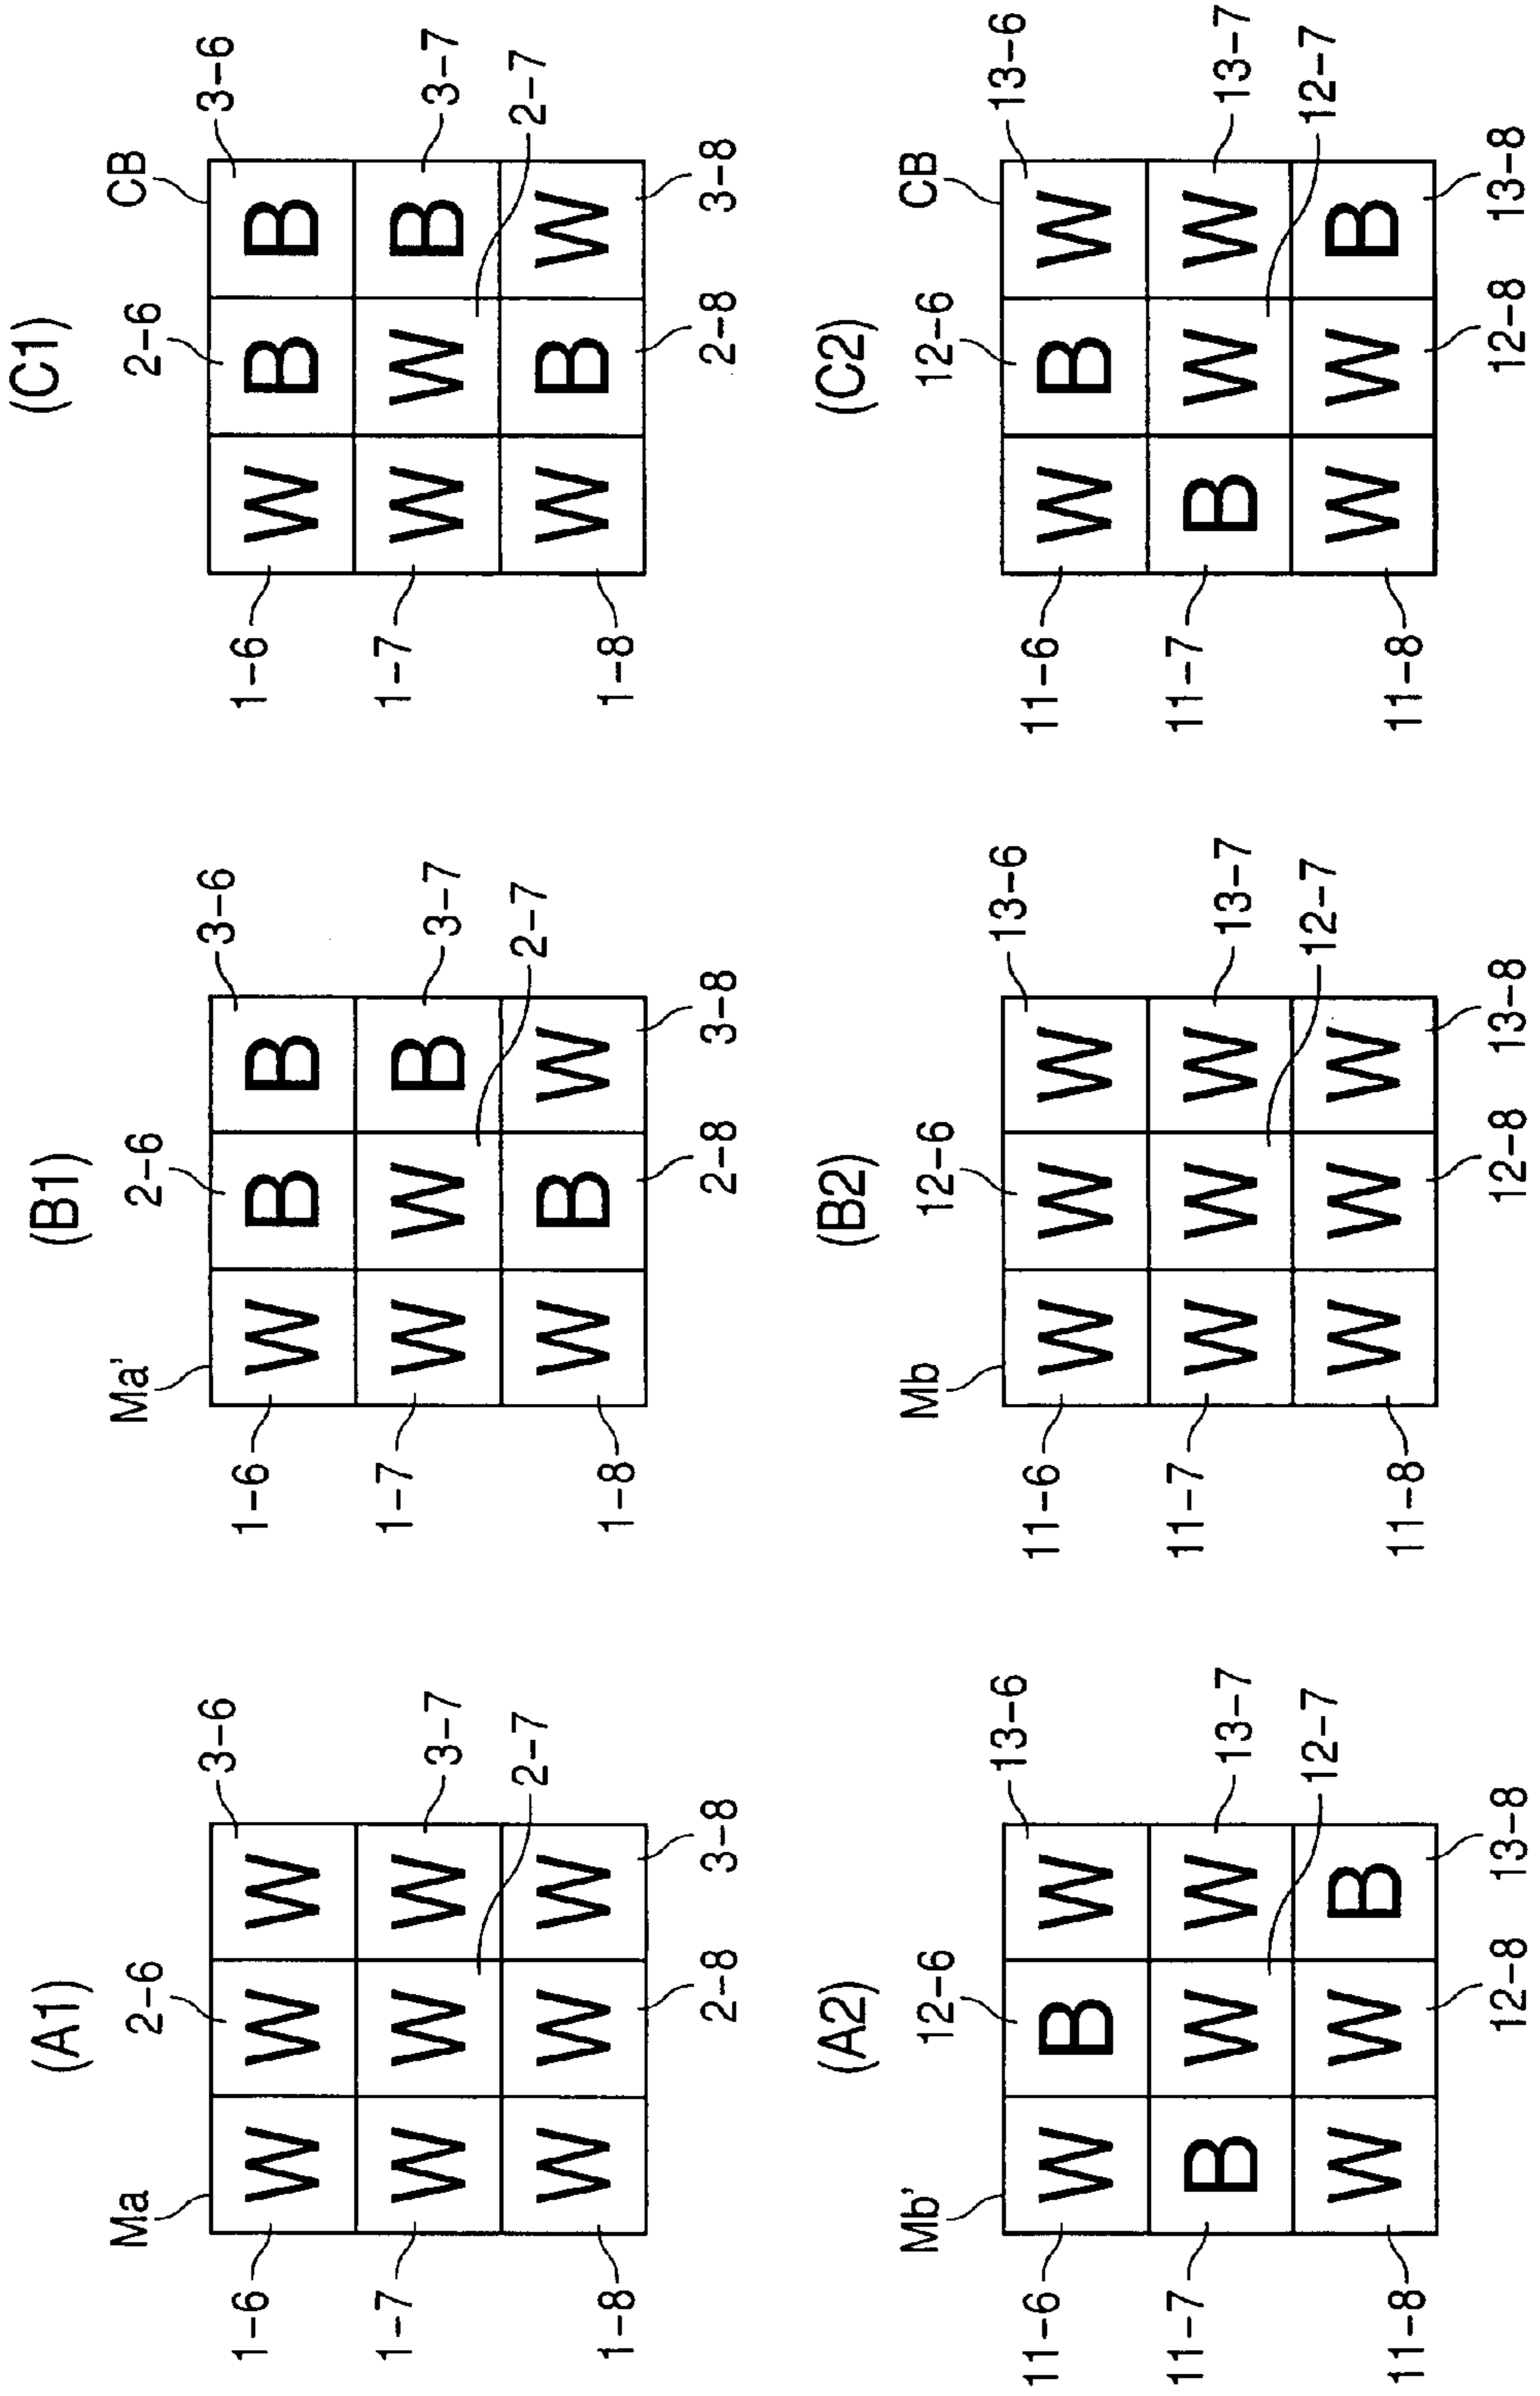 (A1)
Ma 2-6 3-6
1-6 W W W
1-7 W W W 3-7
2-7
1-8 W W W
2-8 3-8
(B1)
Ma' 2-6 3-6
1-6 W B B
1-7 W W B 3-7
2-7
1-8 W B W
2-8 3-8
(C1)
2-6 CB 3-6
1-6 W B B
1-7 W W B 3-7
2-7
1-8 W B W
2-8 3-8
(A2)
Mb' 12-6 13-6
11-6 W B W
11-7 B W W 13-7
12-7
11-8 W W B
12-8 13-8
(B2)
Mb 12-6 13-6
11-6 W W W
11-7 W W W 13-7
12-7
11-8 W W W
12-8 13-8
(C2)
12-6 CB 13-6
11-6 W B W
11-7 B W W 13-7
12-7
11-8 W W B
12-8 13-8